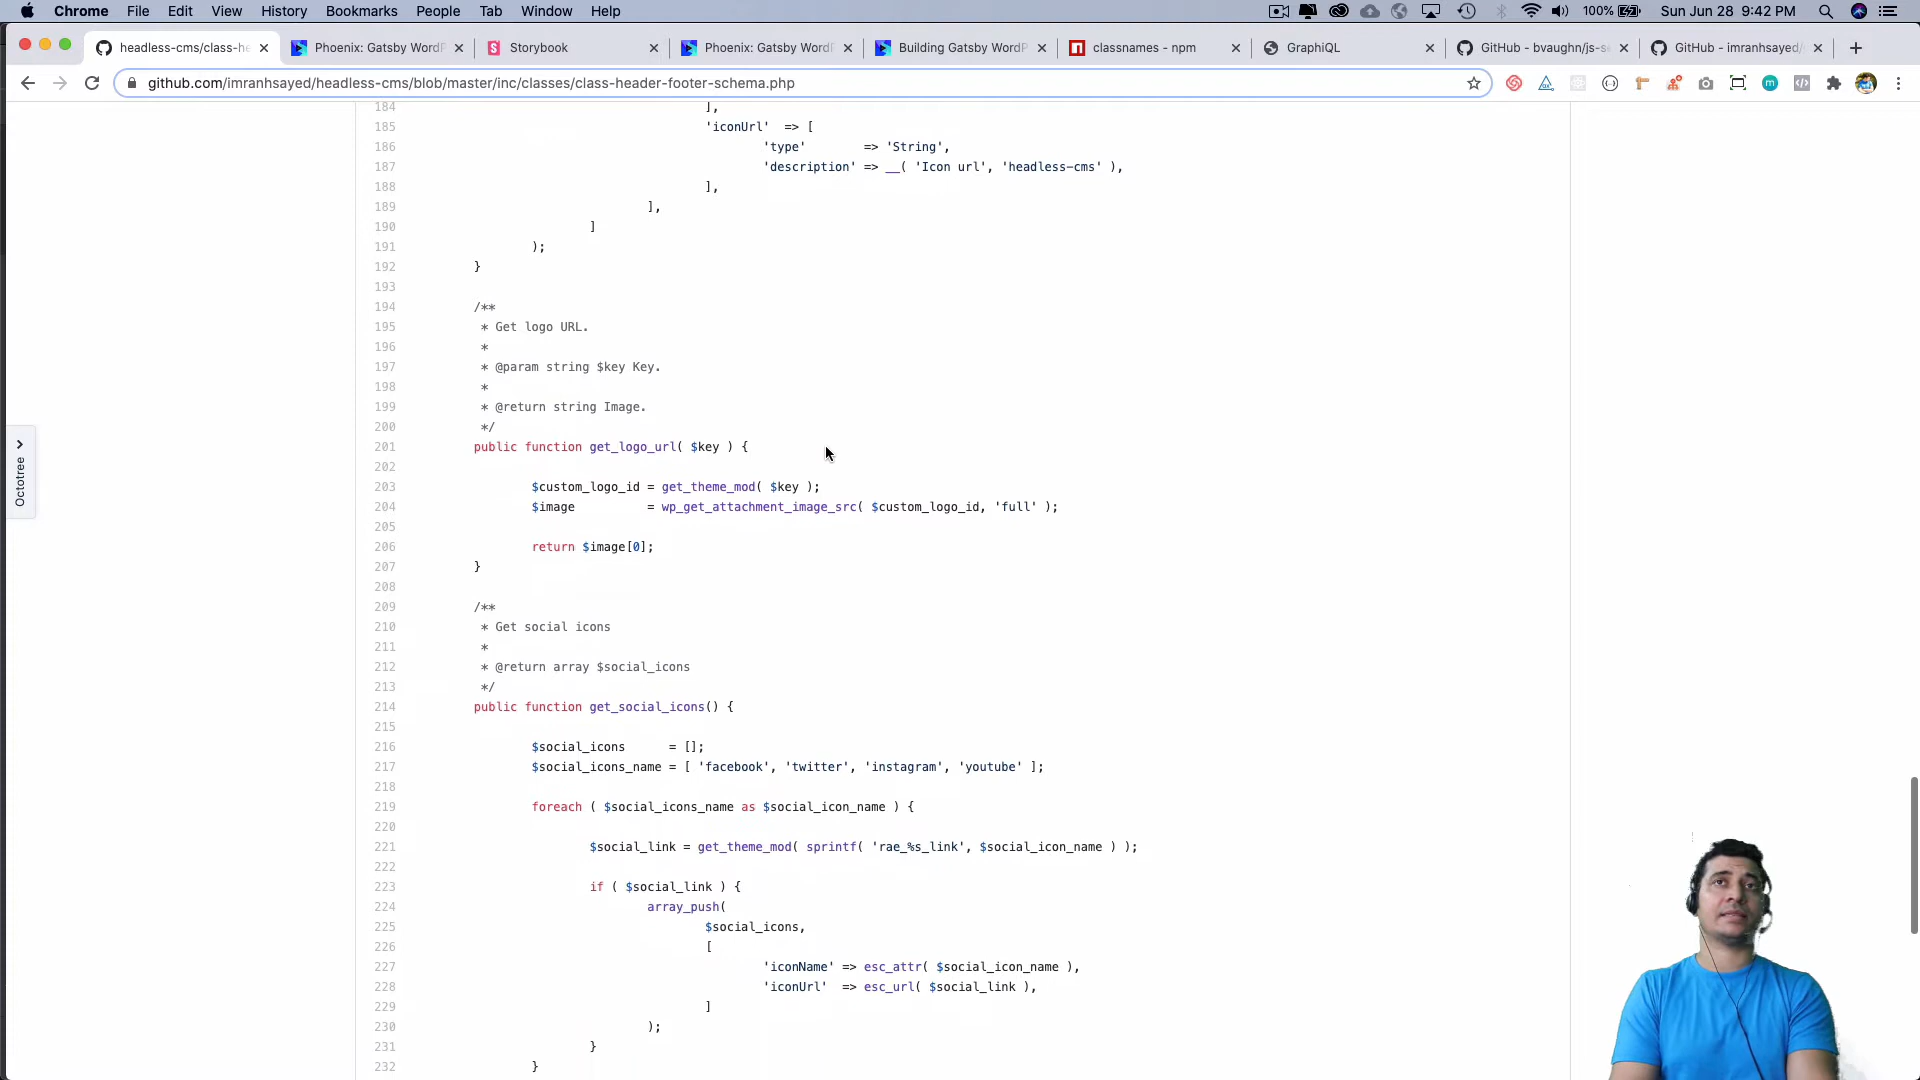 Chrome File Edit View History Bookmarks People Tab Window Help 100% Sun Jun 28 9:42 PM
headless-cms/class-he Phoenix: Gatsby WordP Storybook Phoenix: Gatsby WordP Building Gatsby WordP classnames - npm GraphiQL GitHub - bvaughn/js-se GitHub - imranhsayed/
github.com/imranhsayed/headless-cms/blob/master/inc/classes/class-header-footer-schema.php
184 ],
185 'iconUrl' => [
186 'type' => 'String',
187 'description' => __( 'Icon url', 'headless-cms' ),
188 ],
189 ],
190 ]
191 );
192 }
193
194 /**
195 * Get logo URL.
196 *
197 * @param string $key Key.
198 *
199 * @return string Image.
200 */
201 public function get_logo_url( $key ) {
202
203 $custom_logo_id = get_theme_mod( $key );
204 $image = wp_get_attachment_image_src( $custom_logo_id, 'full' );
205
206 return $image[0];
207 }
208
209 /**
210 * Get social icons
211 *
212 * @return array $social_icons
213 */
214 public function get_social_icons() {
215
216 $social_icons = [];
217 $social_icons_name = [ 'facebook', 'twitter', 'instagram', 'youtube' ];
218
219 foreach ( $social_icons_name as $social_icon_name ) {
220
221 $social_link = get_theme_mod( sprintf( 'rae_%s_link', $social_icon_name ) );
222
223 if ( $social_link ) {
224 array_push(
225 $social_icons,
226 [
227 'iconName' => esc_attr( $social_icon_name ),
228 'iconUrl' => esc_url( $social_link ),
229 ]
230 );
231 }
232 }
Octotree